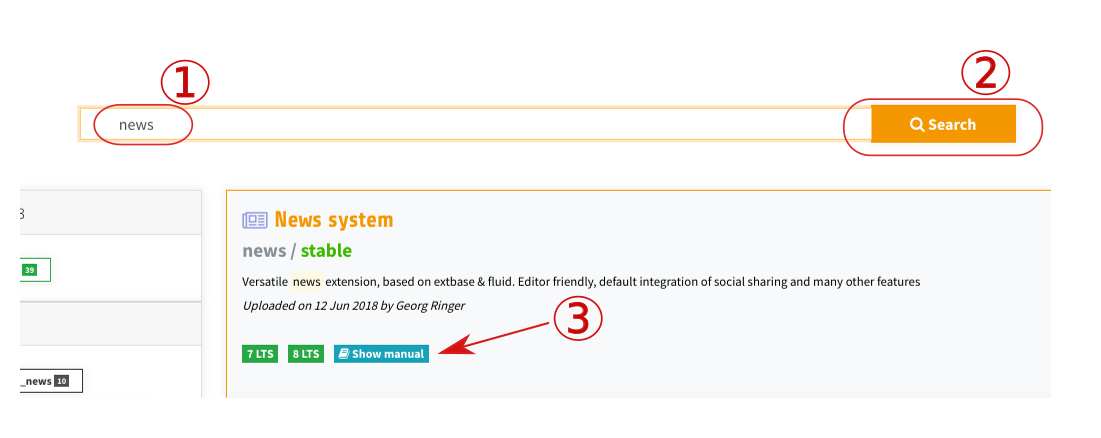 1
2
news
Search
8
News system
news / stable
39
Versatile news extension, based on extbase & fluid. Editor friendly, default integration of social sharing and many other features
Uploaded on 12 Jun 2018 by Georg Ringer
3
7 LTS 8 LTS Show manual
_news 10